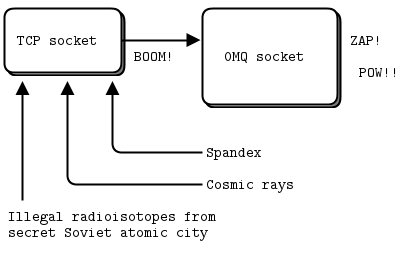 TCP socket
BOOM!
0MQ socket
ZAP!
POW!!
Spandex
Cosmic rays
Illegal radioisotopes from
secret Soviet atomic city